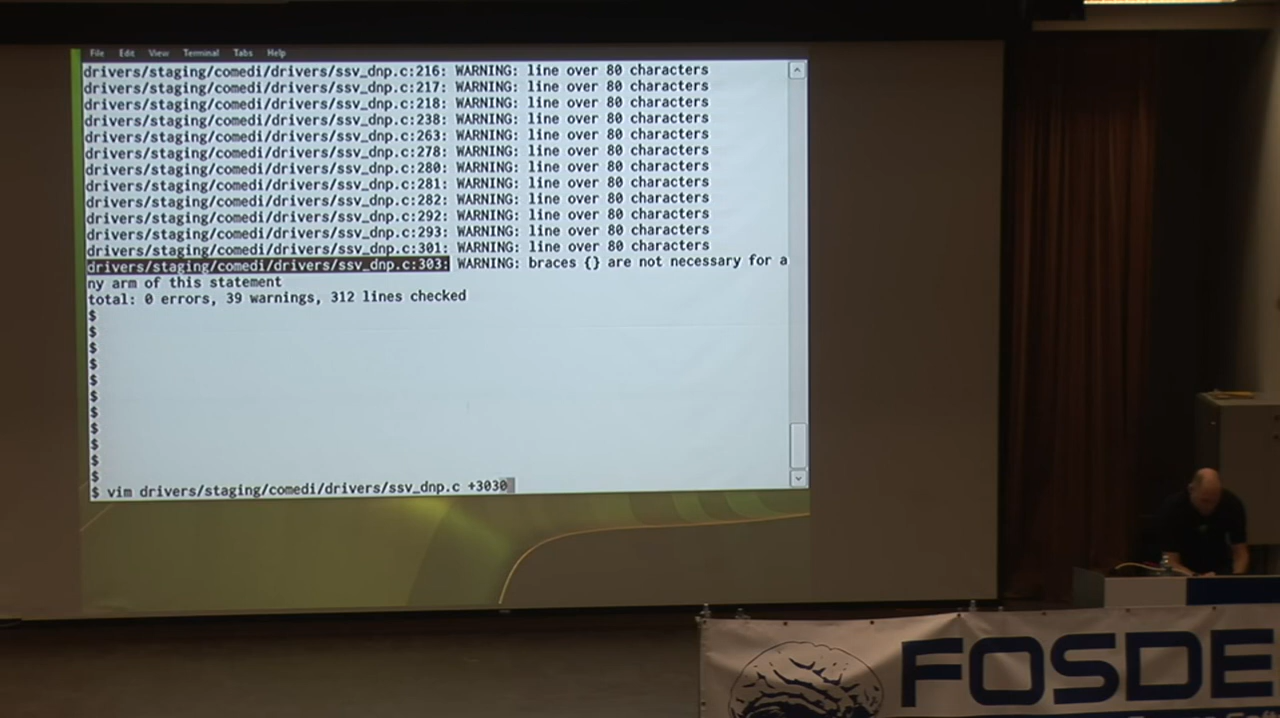 File Edit View Terminal Tabs Help
drivers/staging/comedi/drivers/ssv_dnp.c:216: WARNING: line over 80 characters
drivers/staging/comedi/drivers/ssv_dnp.c:217: WARNING: line over 80 characters
drivers/staging/comedi/drivers/ssv_dnp.c:218: WARNING: line over 80 characters
drivers/staging/comedi/drivers/ssv_dnp.c:238: WARNING: line over 80 characters
drivers/staging/comedi/drivers/ssv_dnp.c:263: WARNING: line over 80 characters
drivers/staging/comedi/drivers/ssv_dnp.c:278: WARNING: line over 80 characters
drivers/staging/comedi/drivers/ssv_dnp.c:280: WARNING: line over 80 characters
drivers/staging/comedi/drivers/ssv_dnp.c:281: WARNING: line over 80 characters
drivers/staging/comedi/drivers/ssv_dnp.c:282: WARNING: line over 80 characters
drivers/staging/comedi/drivers/ssv_dnp.c:292: WARNING: line over 80 characters
drivers/staging/comedi/drivers/ssv_dnp.c:293: WARNING: line over 80 characters
drivers/staging/comedi/drivers/ssv_dnp.c:301: WARNING: line over 80 characters
drivers/staging/comedi/drivers/ssv_dnp.c:303: WARNING: braces {} are not necessary for a
ny arm of this statement
total: 0 errors, 39 warnings, 312 lines checked
$
$
$
$
$
$
$
$
$
$
$
$ vim drivers/staging/comedi/drivers/ssv_dnp.c +3030
FOSDE